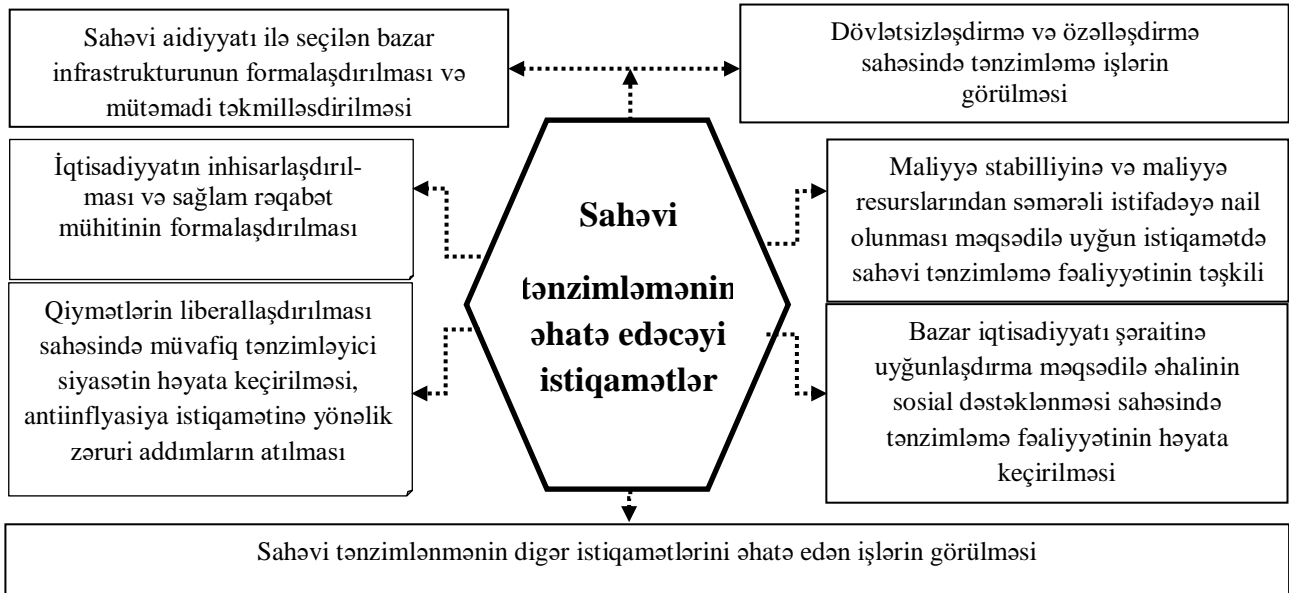 Sahəvi aidiyyatı ilə seçilən bazar
infrastrukturunun formalaşdırılması və
mütəmadi təkmilləsdirilməsi
Dövlətsizləşdirmə və özəlləşdirmə
sahəsində tənzimləmə işlərin
görülməsi
İqtisadiyyatın inhisarlaşdırıl-
ması və sağlam rəqabət
mühitinin formalaşdırılması
Maliyyə stabilliyinə və maliyyə
resurslarından səmərəli istifadəyə nail
olunması məqsədilə uyğun istiqamətdə
sahəvi tənzimləmə fəaliyyətinin təşkili
Sahəvi
tənzimləmənin
əhatə edəcəyi
istiqamətlər
Qiymətlərin liberallaşdırılması
sahəsində müvafiq tənzimləyici
siyasətin həyata keçirilməsi,
antiinflyasiya istiqamətinə yönəlik
zəruri addımların atılması
Bazar iqtisadiyyatı şəraitinə
uyğunlaşdırma məqsədilə əhalinin
sosial dəstəklənməsi sahəsində
tənzimləmə fəaliyyətinin həyata
keçirilməsi
Sahəvi tənzimlənmənin digər istiqamətlərini əhatə edən işlərin görülməsi